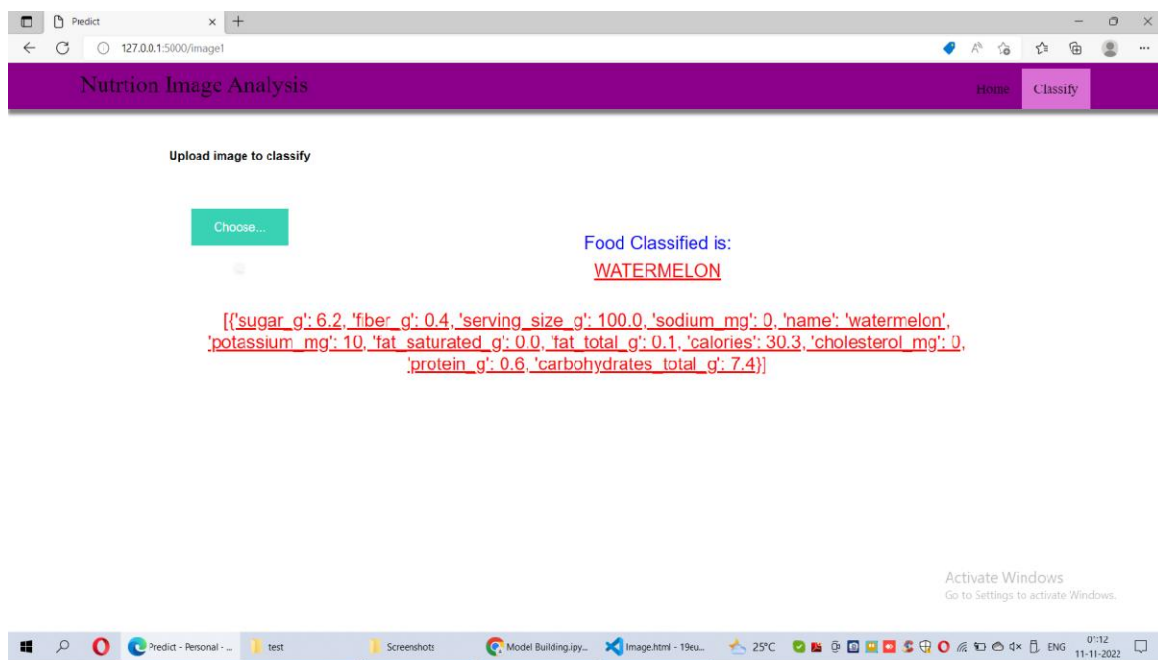 Predict
127.0.0.1:5000/image1
Nutrtion Image Analysis
Home
Classify
Upload image to classify
Choose...
Food Classified is:
WATERMELON
[{'sugar_g': 6.2, 'fiber_g': 0.4, 'serving_size_g': 100.0, 'sodium_mg': 0, 'name': 'watermelon',
'potassium_mg': 10, 'fat_saturated_g': 0.0, 'fat_total_g': 0.1, 'calories': 30.3, 'cholesterol_mg': 0,
'protein_g': 0.6, 'carbohydrates_total_g': 7.4}]
Activate Windows
Go to Settings to activate Windows.
Predict - Personal - ...
test
Screenshots
Model Building.ipy...
Image.html - 19eu...
25°C
ENG
01:12
11-11-2022